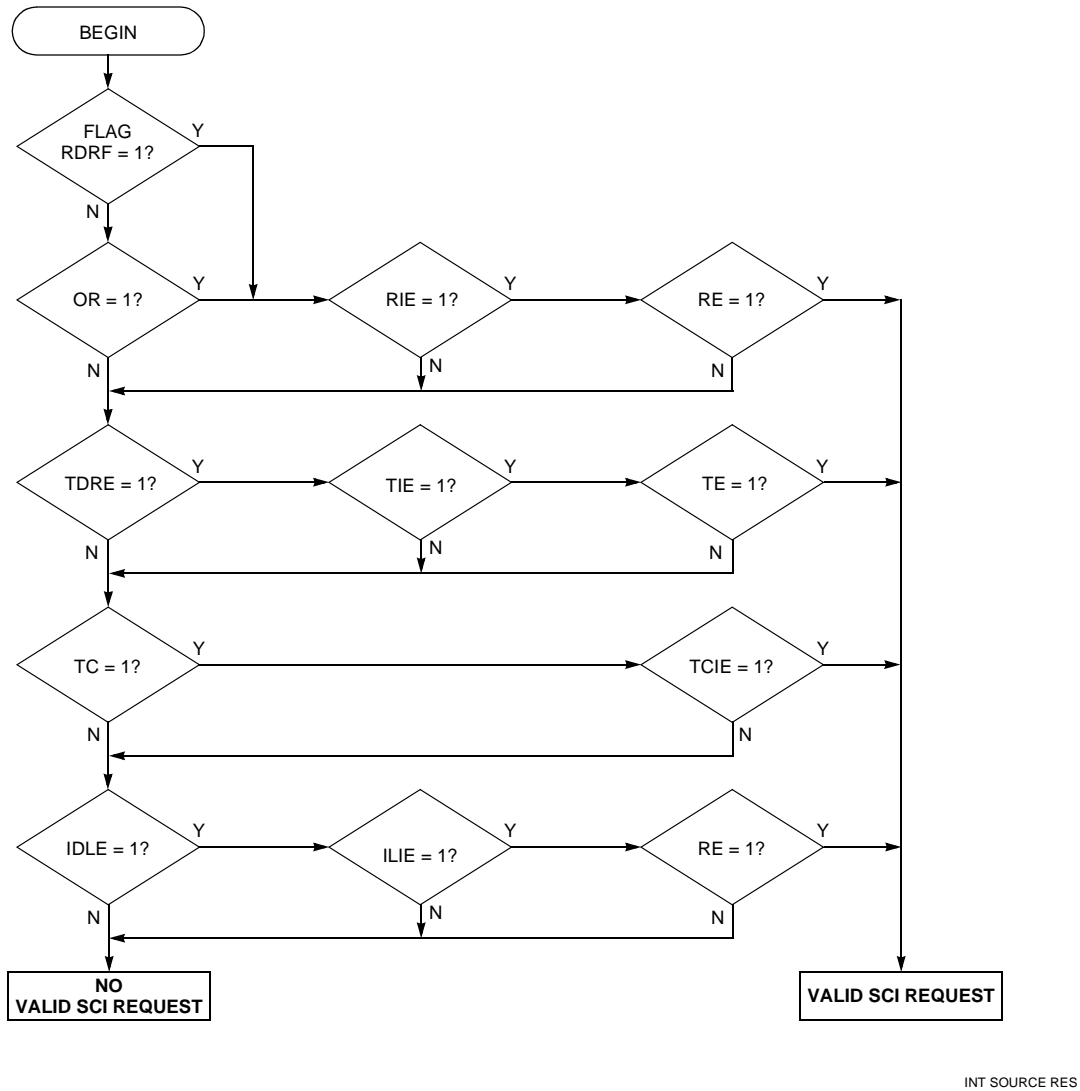 BEGIN
FLAG
RDRF = 1?
Y
N
OR = 1?
Y
RIE = 1?
Y
RE = 1?
Y
N
N
N
TDRE = 1?
Y
TIE = 1?
Y
TE = 1?
Y
N
N
N
TC = 1?
Y
TCIE = 1?
Y
N
N
IDLE = 1?
Y
ILIE = 1?
Y
RE = 1?
Y
N
N
N
NO
VALID SCI REQUEST
VALID SCI REQUEST
INT SOURCE RES